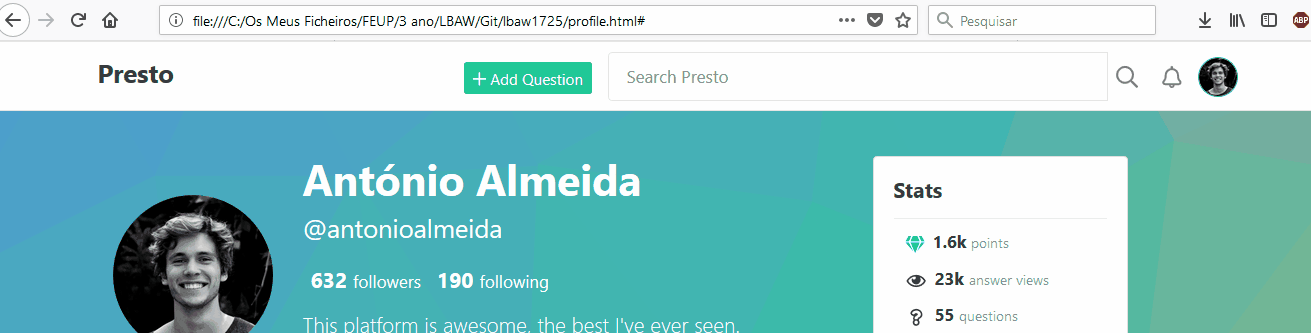 file:///C:/Os Meus Ficheiros/FEUP/3 ano/LBAW/Git/lbaw1725/profile.html#
Pesquisar
ABP
Presto
+ Add Question
Search Presto
António Almeida
@antonioalmeida
632 followers 190 following
This platform is awesome, the best I've ever seen.
Stats
1.6k points
23k answer views
55 questions